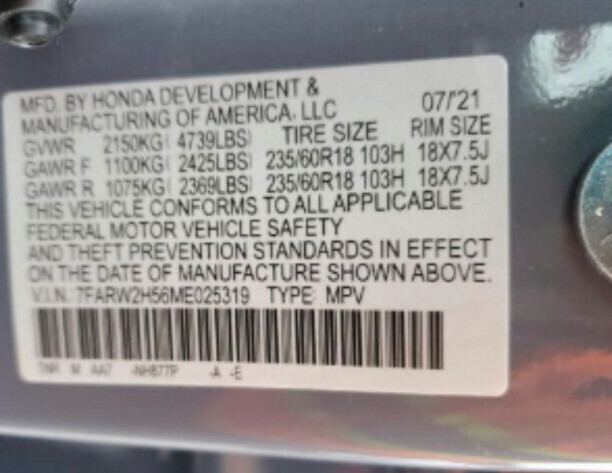 MFD. BY HONDA DEVELOPMENT &
MANUFACTURING OF AMERICA, LLC 07/'21
GVWR 2150KG( 4739LBS) TIRE SIZE RIM SIZE
GAWR F 1100KG( 2425LBS) 235/60R18 103H 18X7.5J
GAWR R 1075KG( 2369LBS) 235/60R18 103H 18X7.5J
THIS VEHICLE CONFORMS TO ALL APPLICABLE
FEDERAL MOTOR VEHICLE SAFETY
AND THEFT PREVENTION STANDARDS IN EFFECT
ON THE DATE OF MANUFACTURE SHOWN ABOVE.
V.I.N.: 7FARW2H56ME025319 TYPE: MPV
TNR M AA7 -NH877P -A -E